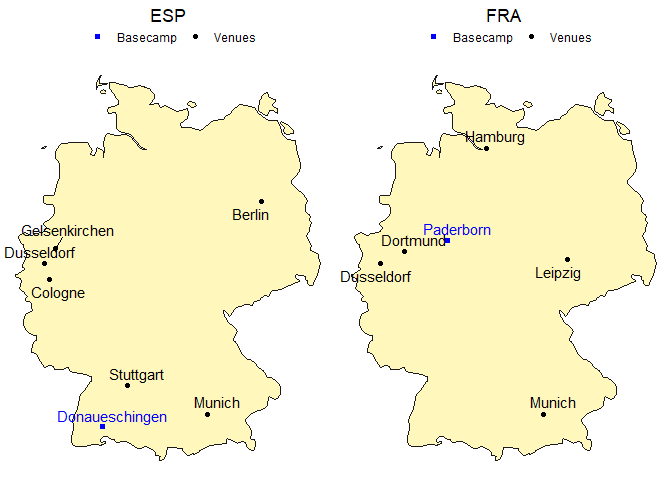 ESP
Basecamp Venues
Berlin
Gelsenkirchen
Dusseldorf
Cologne
Stuttgart
Munich
Donaueschingen
FRA
Basecamp Venues
Hamburg
Paderborn
Dortmund
Dusseldorf
Leipzig
Munich